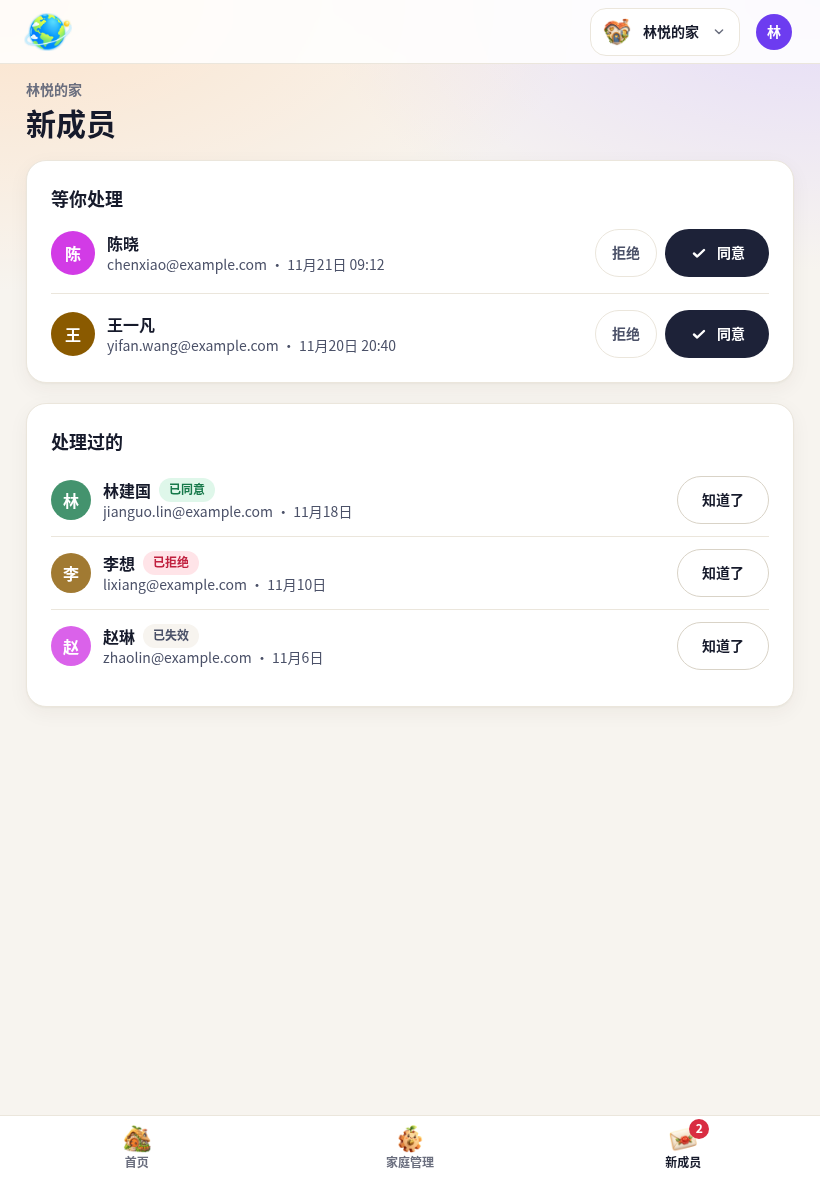 林悦的家
林
林悦的家
新成员
等你处理
陈
陈晓
chenxiao@example.com · 11月21日 09:12
拒绝
同意
王
王一凡
yifan.wang@example.com · 11月20日 20:40
拒绝
同意
处理过的
林
林建国 已同意
jianguo.lin@example.com · 11月18日
知道了
李
李想 已拒绝
lixiang@example.com · 11月10日
知道了
赵
赵琳 已失效
zhaolin@example.com · 11月6日
知道了
首页
家庭管理
2
新成员